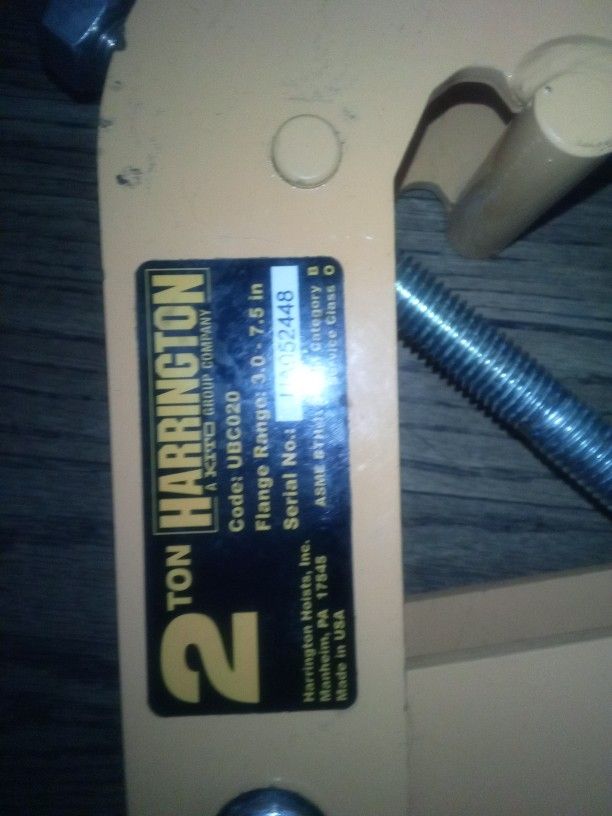 2 TON
HARRINGTON
A KITO GROUP COMPANY
Code: UBC020
Flange Range: 3.0 - 7.5 in
Serial No.: 052448
ASME Category B
Service Class O
Harrington Hoists, Inc.
Manheim, PA 17545
Made in USA